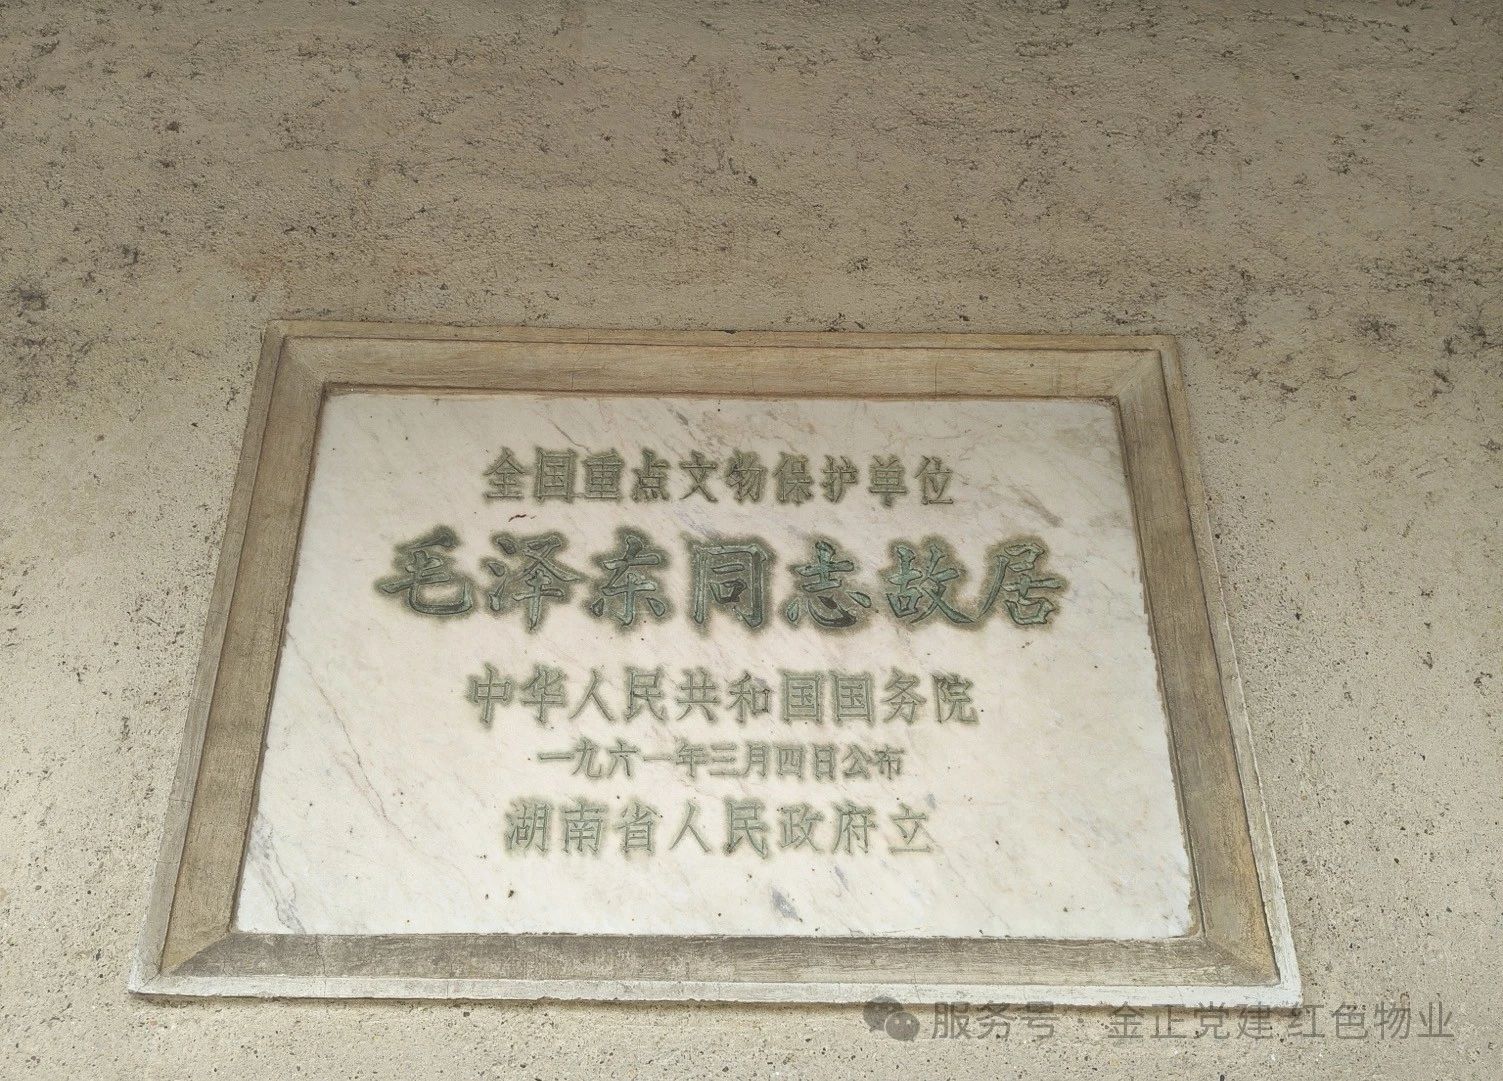 全国重点文物保护单位
毛泽东同志故居
中华人民共和国国务院
一九六一年三月四日公布
湖南省人民政府立
服务号 · 金正党建 红色物业